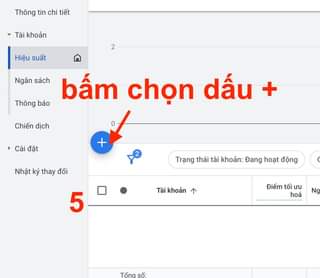 Thông tin chi tiết
Tài khoản
Hiệu suất
Ngân sách
Thông báo
Chiến dịch
Cài đặt
Nhật ký thay đổi
2
0
bấm chọn dấu +
+
2
Trạng thái tài khoản: Đang hoạt động
5
Tài khoản ↑
Điểm tối ưu
hoá
Ng
Tổng số: